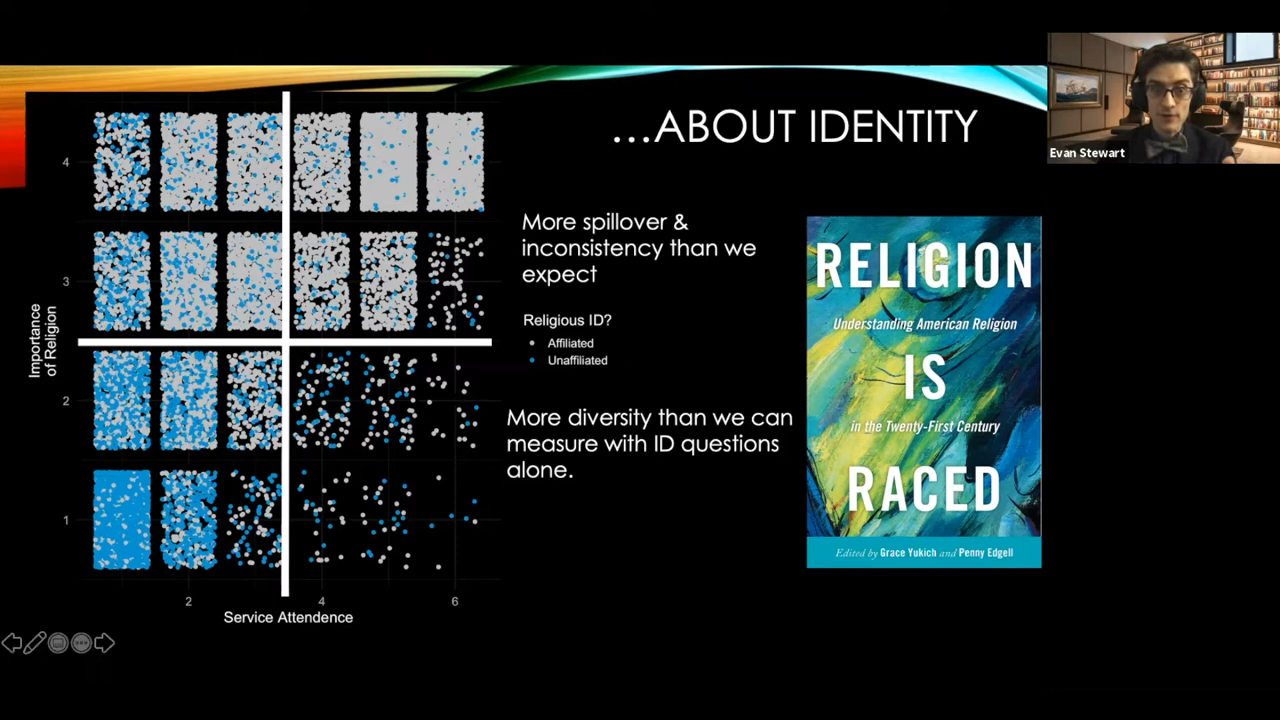 …ABOUT IDENTITY
Evan Stewart
4
3
2
1
Importance
of Religion
2
4
6
Service Attendence
More spillover &
inconsistency than we
expect
Religious ID?
Affiliated
Unaffiliated
More diversity than we can
measure with ID questions
alone.
RELIGION
Understanding American Religion
IS
in the Twenty-First Century
RACED
Edited by Grace Yukich and Penny Edgell